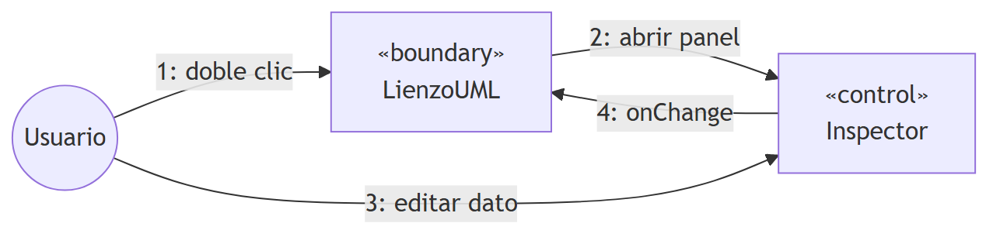 1: doble clic
«boundary»
LienzoUML
2: abrir panel
«control»
Inspector
4: onChange
Usuario
3: editar dato